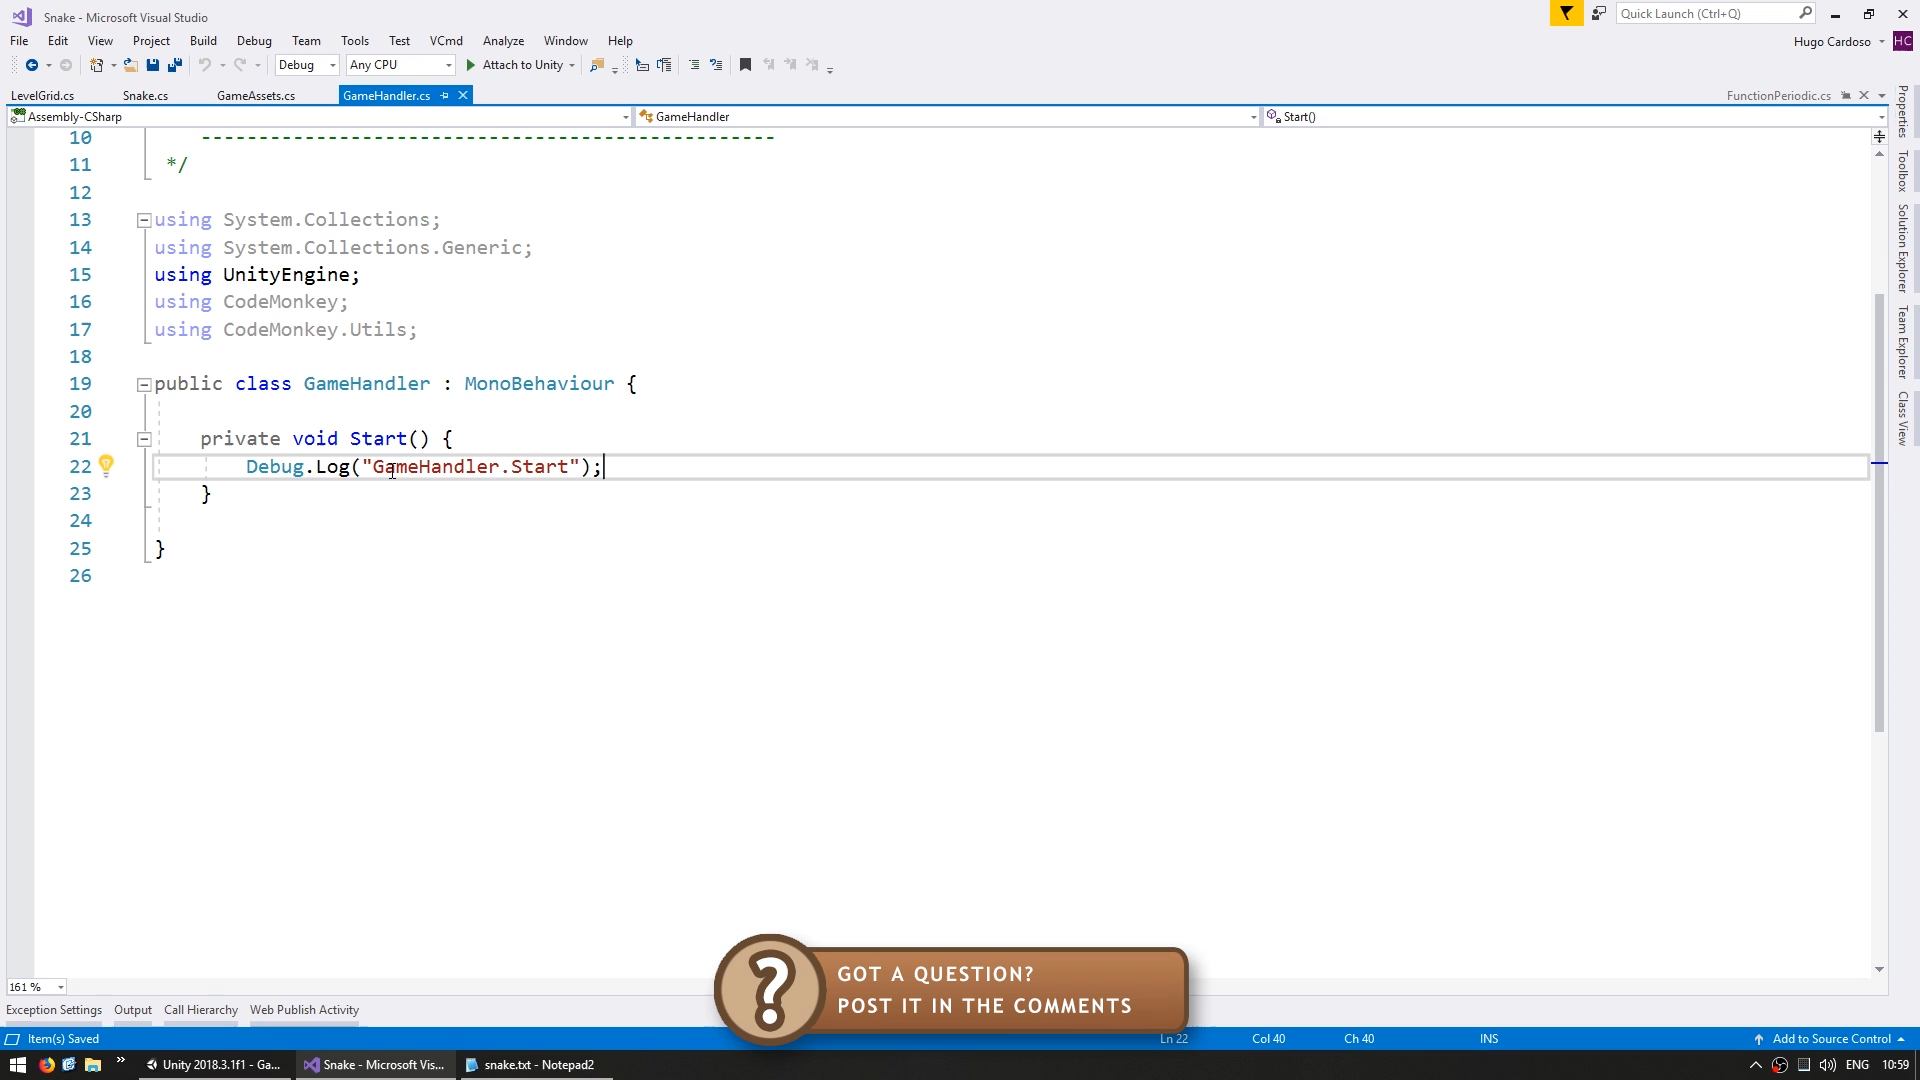 Snake - Microsoft Visual Studio
Quick Launch (Ctrl+Q)
File Edit View Project Build Debug Team Tools Test VCmd Analyze Window Help
Hugo Cardoso HC
Debug Any CPU Attach to Unity
LevelGrid.cs Snake.cs GameAssets.cs GameHandler.cs FunctionPeriodic.cs
Assembly-CSharp GameHandler Start()
10 --------------------------------------------------
11 */
12
13 using System.Collections;
14 using System.Collections.Generic;
15 using UnityEngine;
16 using CodeMonkey;
17 using CodeMonkey.Utils;
18
19 public class GameHandler : MonoBehaviour {
20
21 private void Start() {
22 Debug.Log("GameHandler.Start");
23 }
24
25 }
26
Properties
Toolbox
Solution Explorer
Team Explorer
Class View
GOT A QUESTION?
POST IT IN THE COMMENTS
161 %
Exception Settings Output Call Hierarchy Web Publish Activity
Item(s) Saved Ln 22 Col 40 Ch 40 INS Add to Source Control
Unity 2018.3.1f1 - Ga... Snake - Microsoft Vis... snake.txt - Notepad2 ENG 10:59